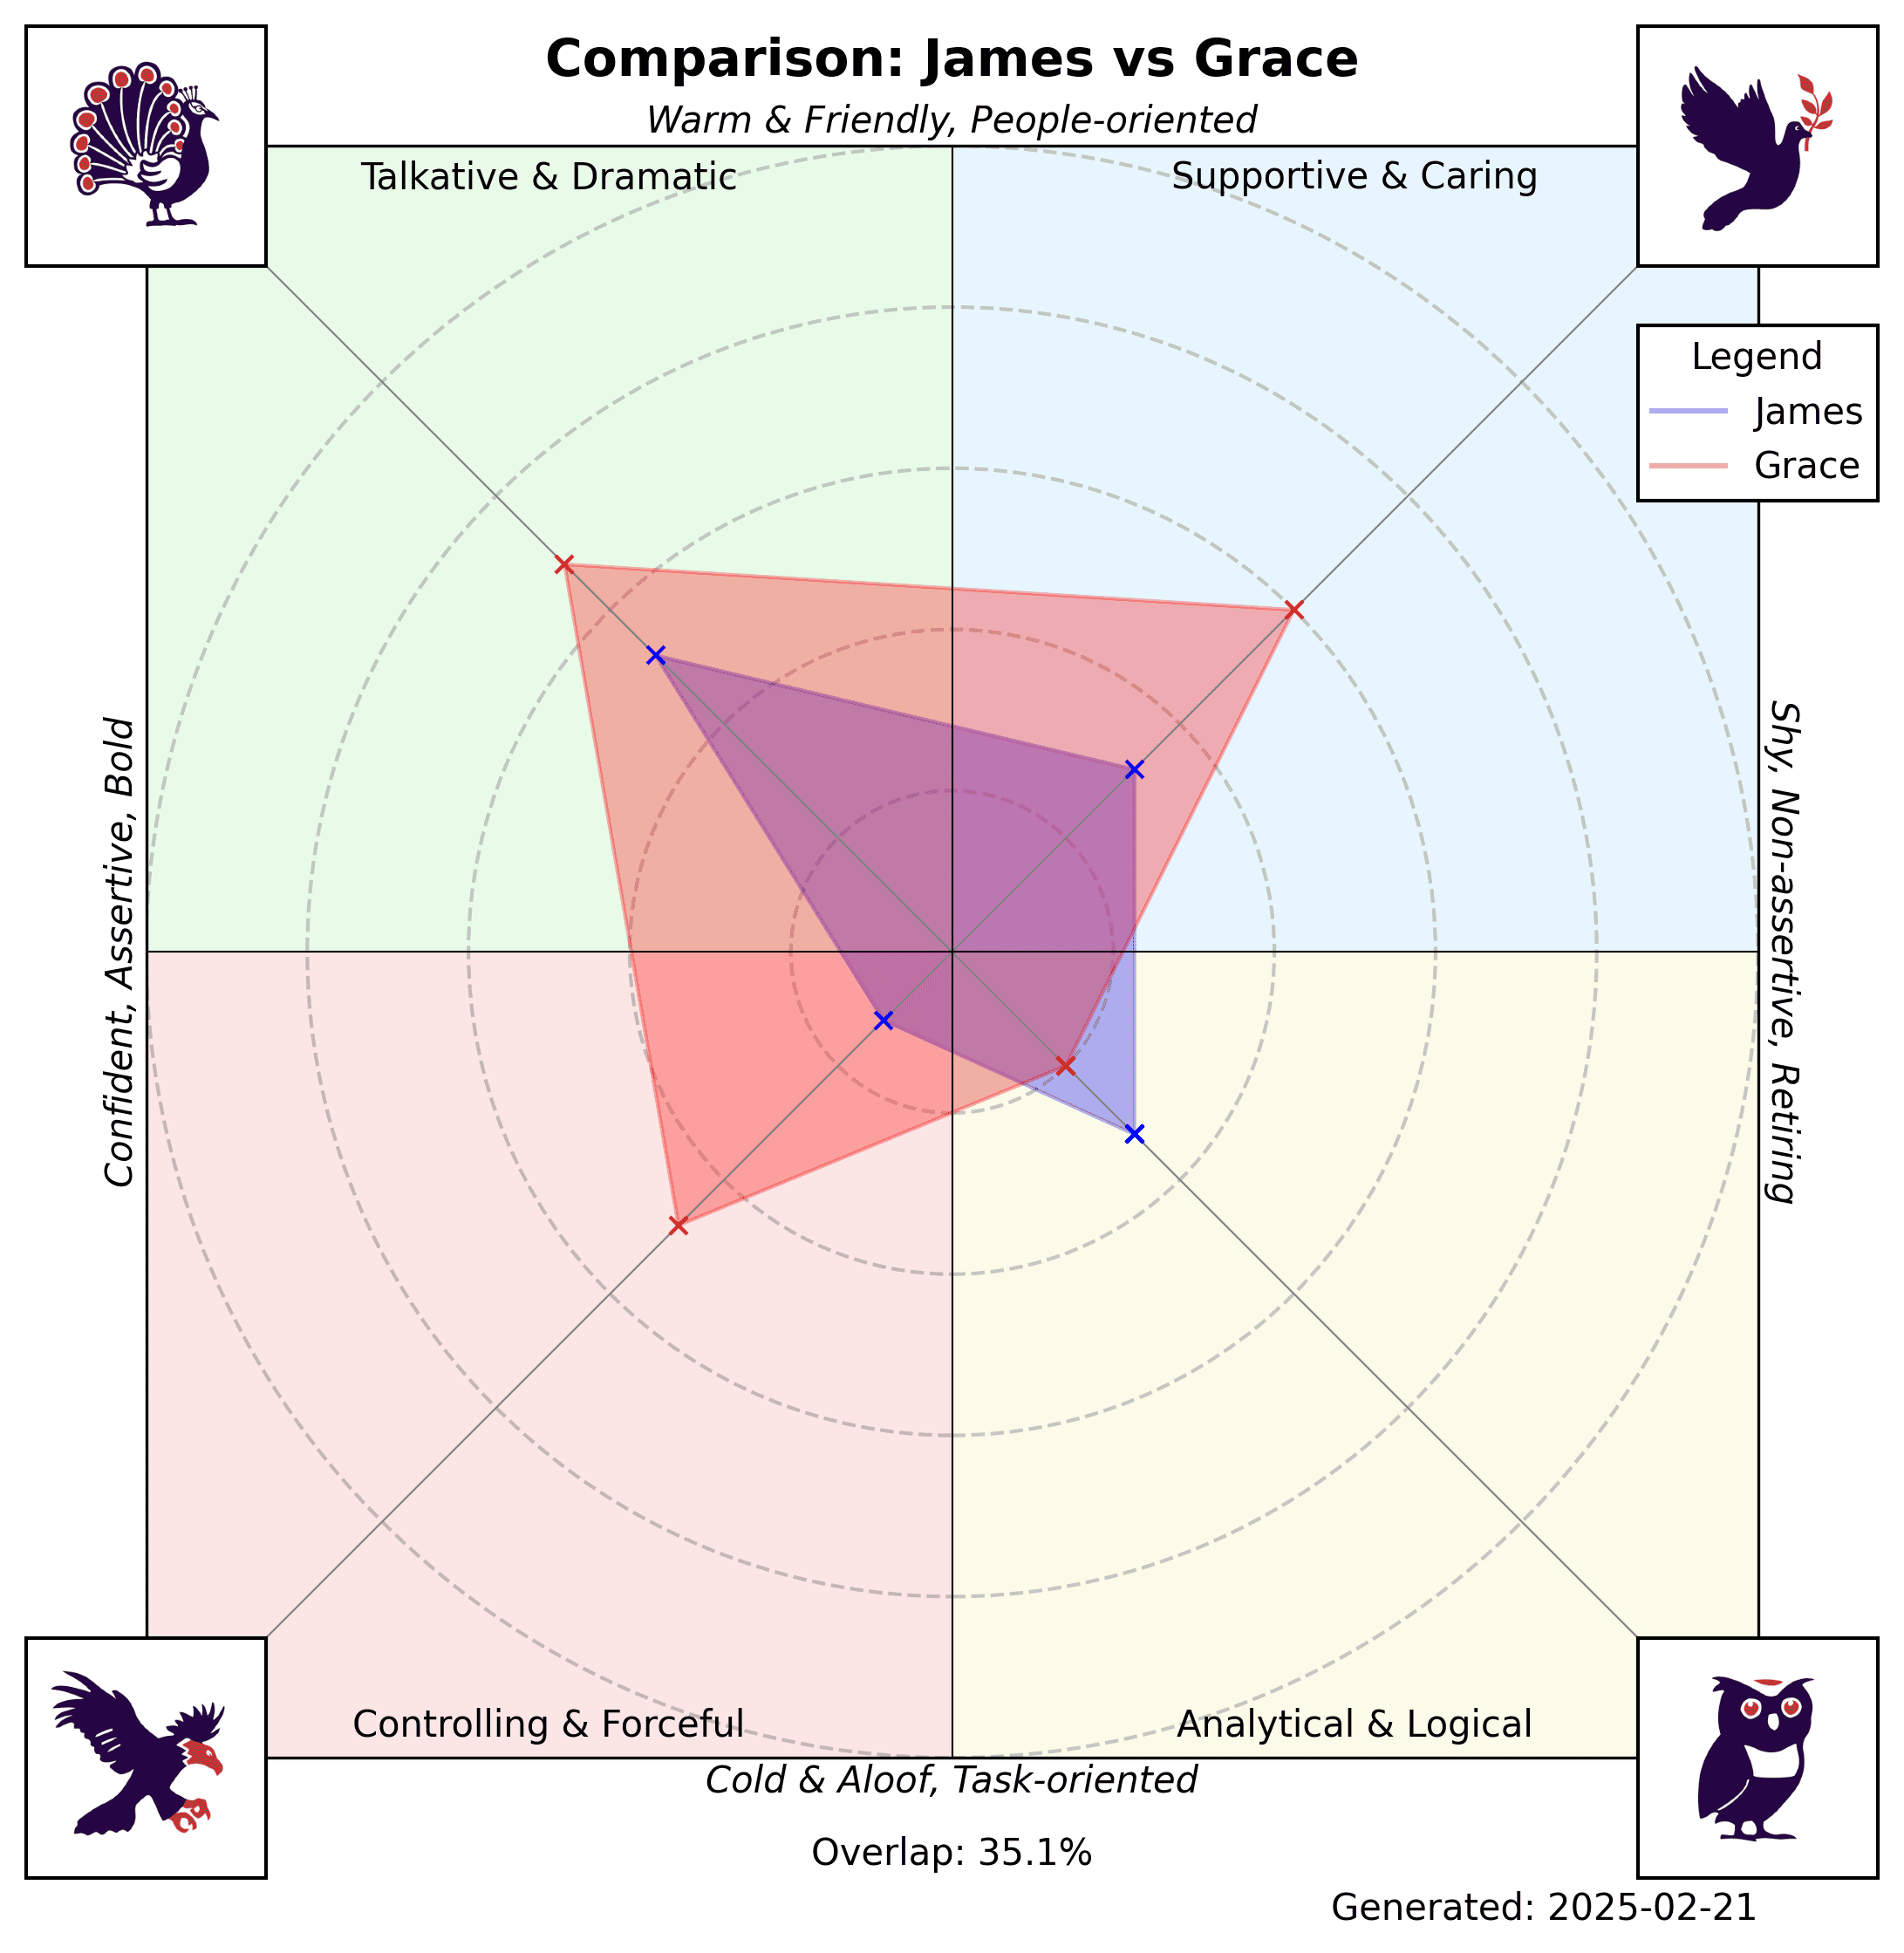 Comparison: James vs Grace
Warm & Friendly, People-oriented
Talkative & Dramatic
Supportive & Caring
Legend
James
Grace
Confident, Assertive, Bold
Shy, Non-assertive, Retiring
Controlling & Forceful
Analytical & Logical
Cold & Aloof, Task-oriented
Overlap: 35.1%
Generated: 2025-02-21